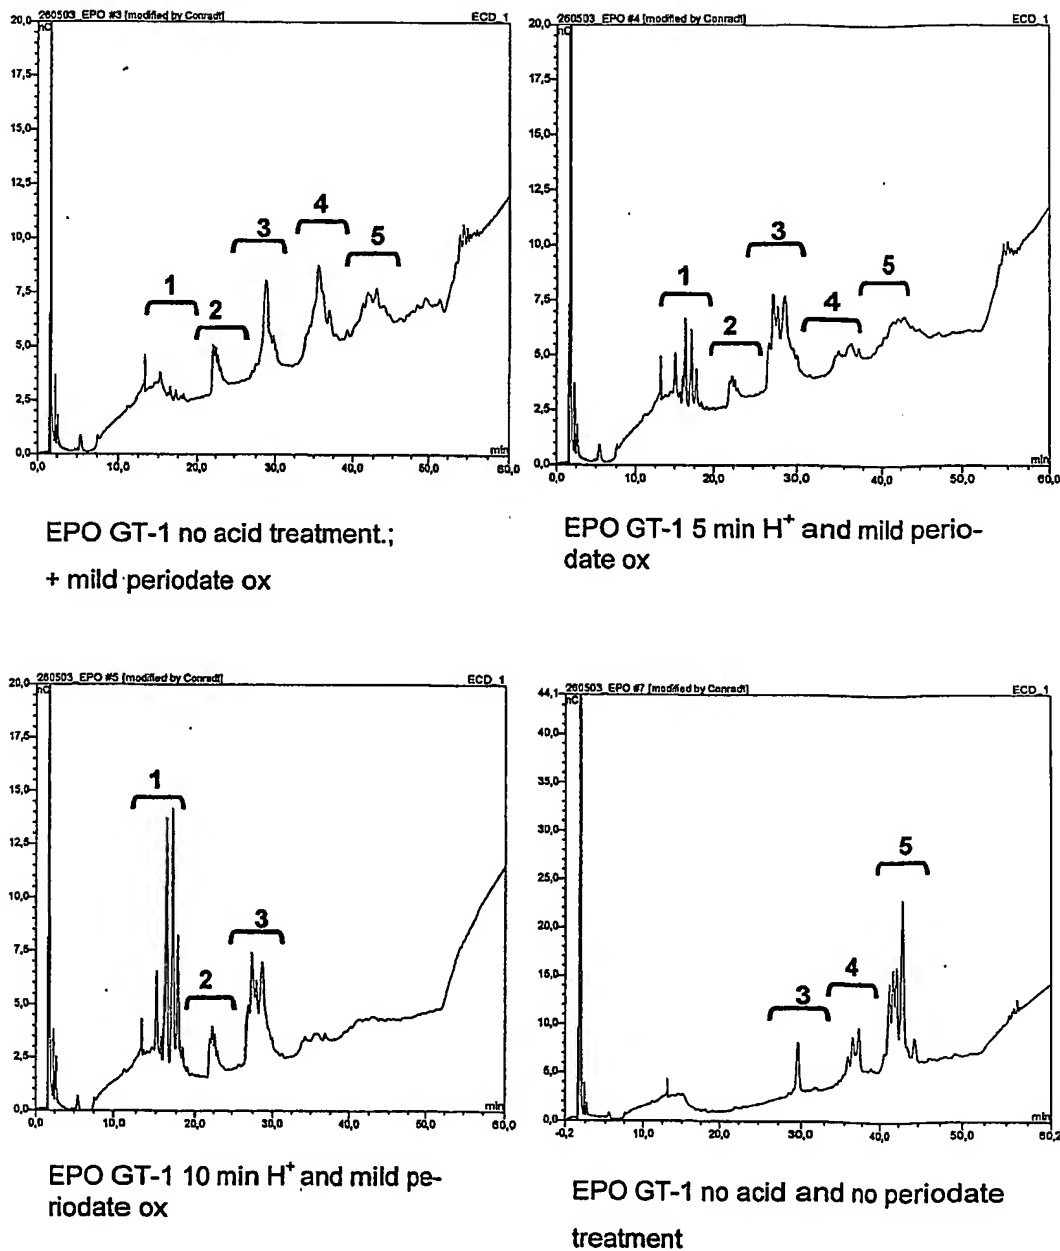 260503_EPO #3 [modified by Conradt] ECD_1
20,0
nC
17,5
15,0
12,5
10,0
7,5
5,0
2,5
0,0
1
2
3
4
5
min
0,0 10,0 20,0 30,0 40,0 50,0 60,0
EPO GT-1 no acid treatment.;
+ mild periodate ox
260503_EPO #4 [modified by Conradt] ECD_1
20,0
nC
17,5
15,0
12,5
10,0
7,5
5,0
2,5
0,0
1
2
3
4
5
min
0,0 10,0 20,0 30,0 40,0 50,0 60,0
EPO GT-1 5 min H⁺ and mild perio-
date ox
260503_EPO #5 [modified by Conradt] ECD_1
20,0
nC
17,5
15,0
12,5
10,0
7,5
5,0
2,5
0,0
1
2
3
min
0,0 10,0 20,0 30,0 40,0 50,0 60,0
EPO GT-1 10 min H⁺ and mild pe-
riodate ox
260503_EPO #7 [modified by Conradt] ECD_1
44,1
nC
40,0
35,0
30,0
25,0
20,0
15,0
10,0
5,0
0,0
3
4
5
min
-0,2 10,0 20,0 30,0 40,0 50,0 60,2
EPO GT-1 no acid and no periodate
treatment